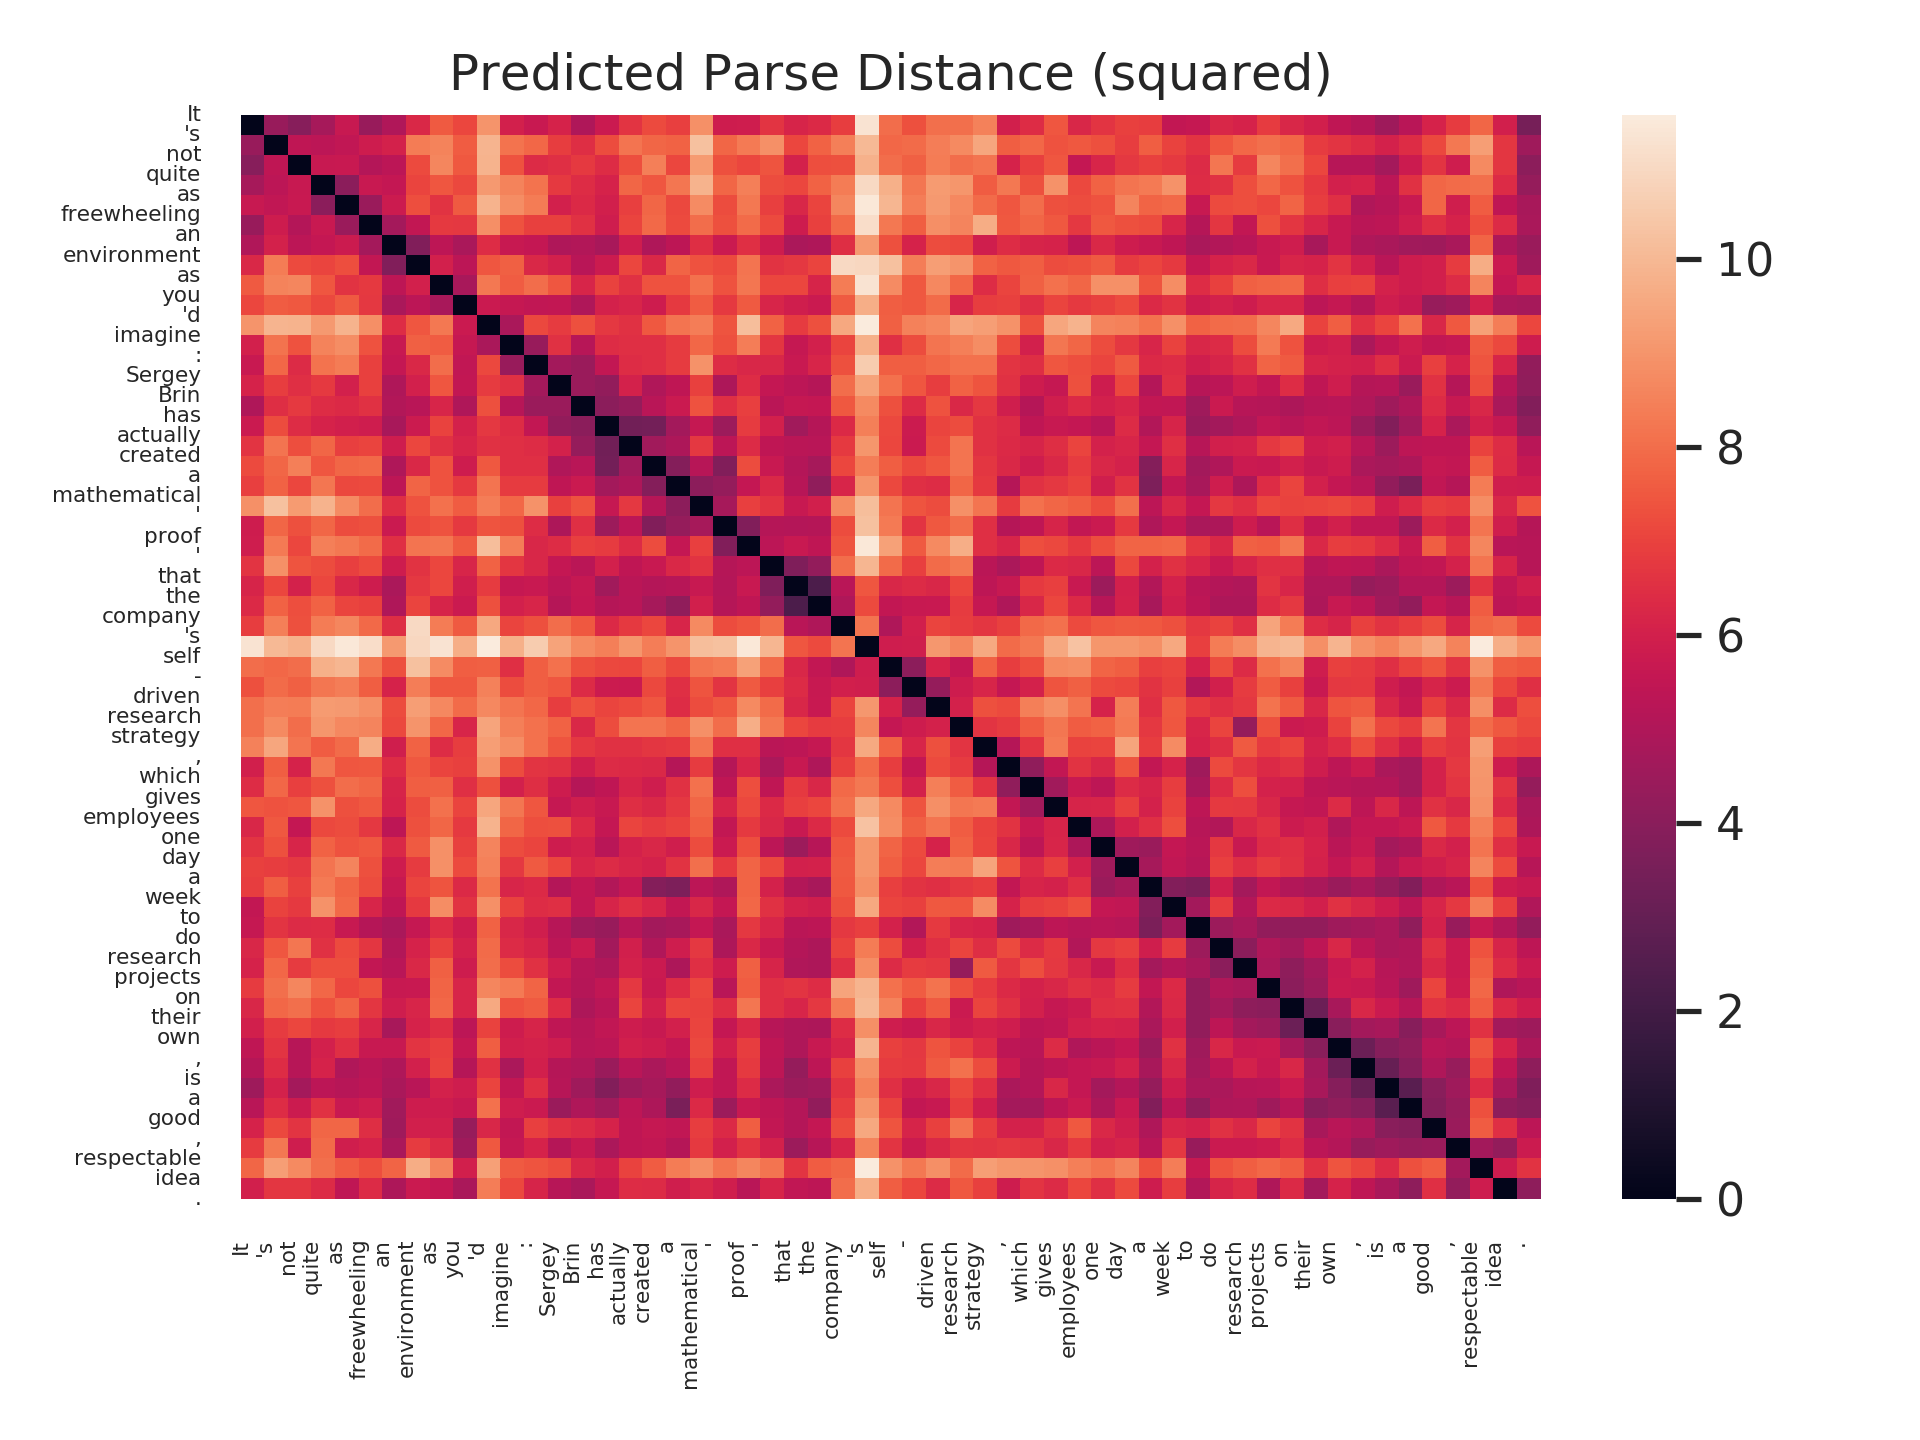 Predicted Parse Distance (squared)
It
's
not
quite
as
freewheeling
an
environment
as
you
'd
imagine
:
Sergey
Brin
has
actually
created
a
mathematical
'
proof
'
that
the
company
's
self
-
driven
research
strategy
,
which
gives
employees
one
day
a
week
to
do
research
projects
on
their
own
,
is
a
good
,
respectable
idea
.
10
8
6
4
2
0
It
's
not
quite
as
freewheeling
an
environment
as
you
'd
imagine
:
Sergey
Brin
has
actually
created
a
mathematical
'
proof
'
that
the
company
's
self
-
driven
research
strategy
,
which
gives
employees
one
day
a
week
to
do
research
projects
on
their
own
,
is
a
good
,
respectable
idea
.